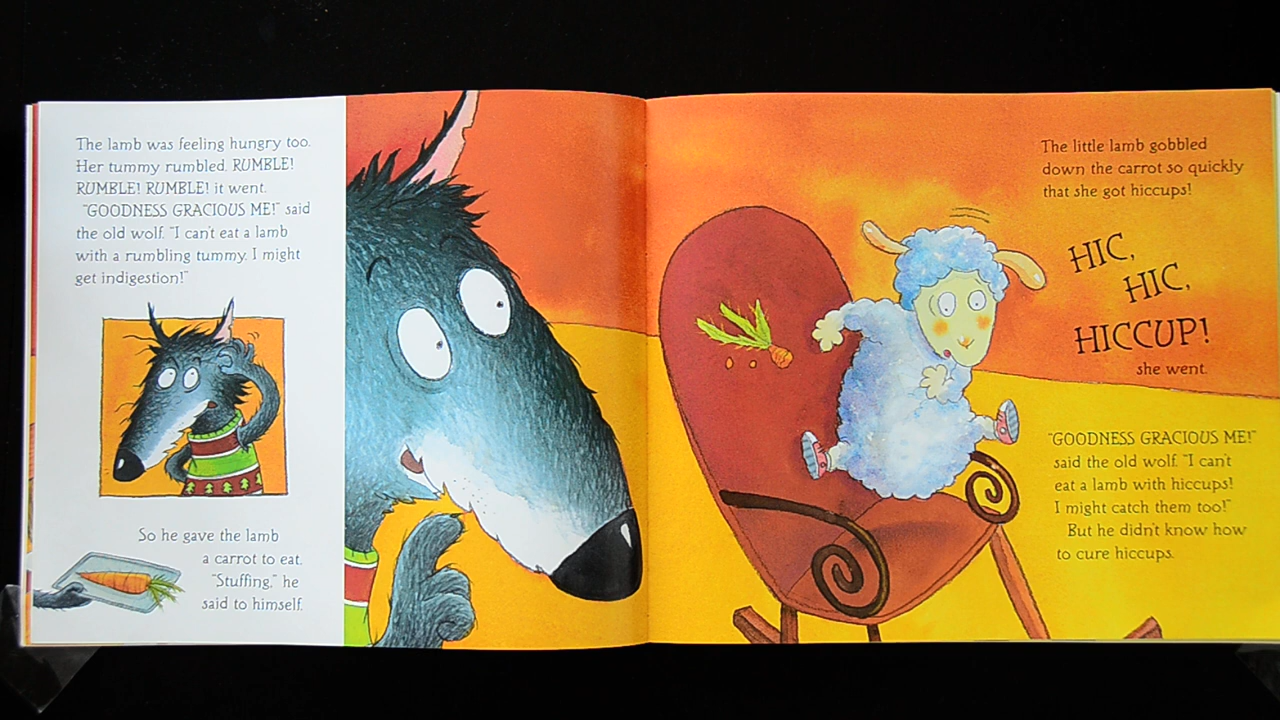 The lamb was feeling hungry too.
Her tummy rumbled. RUMBLE!
RUMBLE! RUMBLE! it went.
"GOODNESS GRACIOUS ME!" said
the old wolf. "I can't eat a lamb
with a rumbling tummy. I might
get indigestion!"
So he gave the lamb
a carrot to eat.
"Stuffing," he
said to himself.
The little lamb gobbled
down the carrot so quickly
that she got hiccups!
HIC,
HIC,
HICCUP!
she went.
"GOODNESS GRACIOUS ME!"
said the old wolf. "I can't
eat a lamb with hiccups!
I might catch them too!"
But he didn't know how
to cure hiccups.